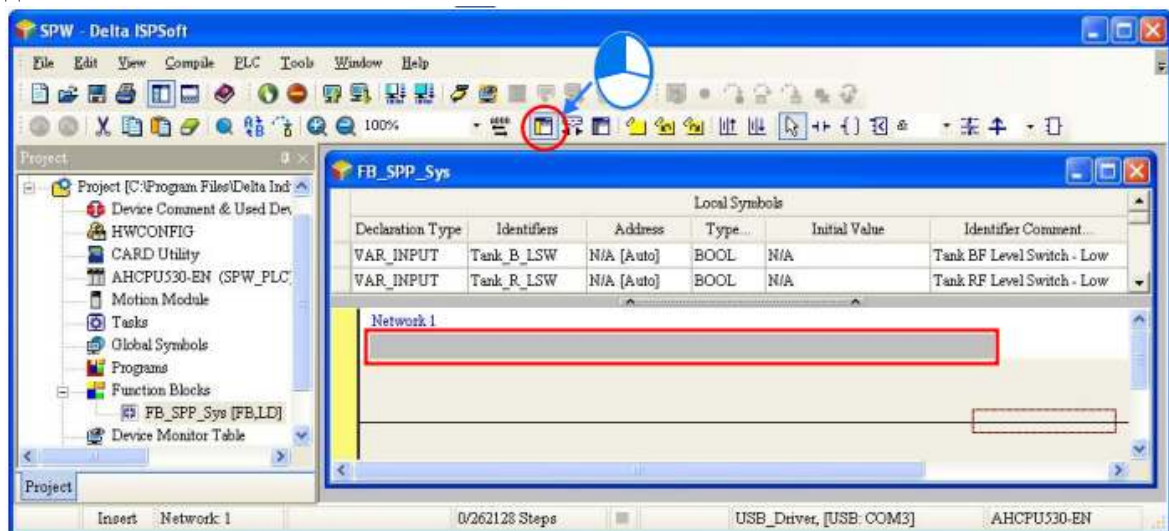 SPW - Delta ISPSoft
File Edit View Compile PLC Tools Window Help
100%
Project
Project [C:\Program Files\Delta Ind
Device Comment & Used Dev
HWCONFIG
CARD Utility
AHCPU530-EN (SPW_PLC)
Motion Module
Tasks
Global Symbols
Programs
Function Blocks
FB_SPP_Sys [FB,LD]
Device Monitor Table
Project
FB_SPP_Sys
Local Symbols
Declaration Type Identifiers Address Type... Initial Value Identifier Comment...
VAR_INPUT Tank_B_LSW N/A [Auto] BOOL N/A Tank BF Level Switch - Low
VAR_INPUT Tank_R_LSW N/A [Auto] BOOL N/A Tank RF Level Switch - Low
Network 1
Insert Network: 1 0/262128 Steps USB_Driver, [USB: COM3] AHCPU530-EN